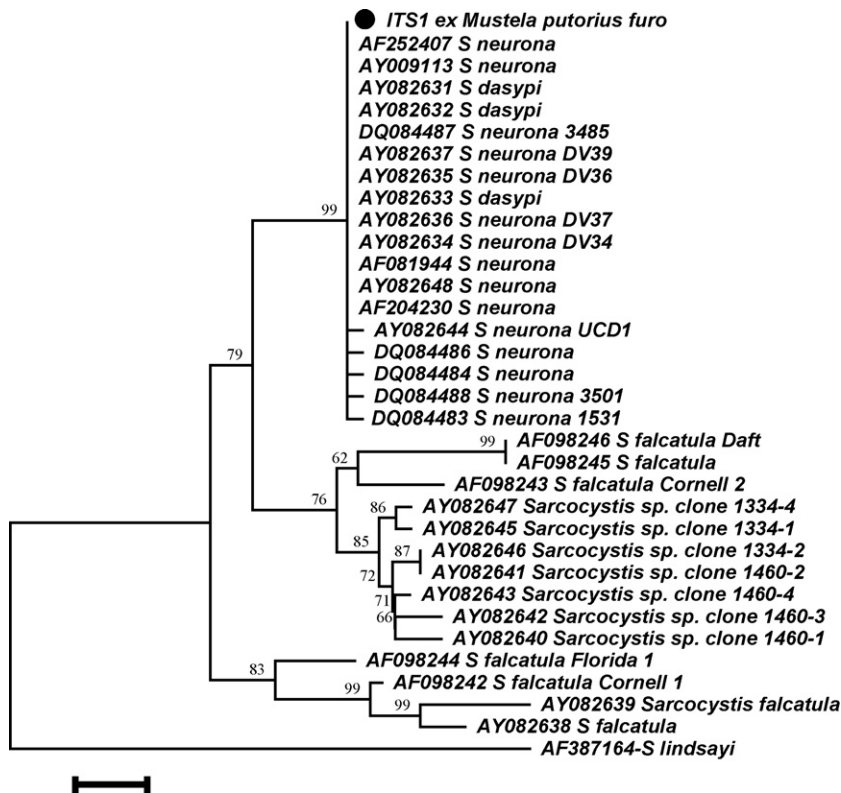 ITS1 ex Mustela putorius furo
AF252407 S neurona
AY009113 S neurona
AY082631 S dasypi
AY082632 S dasypi
DQ084487 S neurona 3485
AY082637 S neurona DV39
AY082635 S neurona DV36
AY082633 S dasypi
99
AY082636 S neurona DV37
AY082634 S neurona DV34
AF081944 S neurona
AY082648 S neurona
AF204230 S neurona
AY082644 S neurona UCD1
79
DQ084486 S neurona
DQ084484 S neurona
DQ084488 S neurona 3501
DQ084483 S neurona 1531
99
AF098246 S falcatula Daft
62
AF098245 S falcatula
AF098243 S falcatula Cornell 2
76
86
AY082647 Sarcocystis sp. clone 1334-4
AY082645 Sarcocystis sp. clone 1334-1
85
87
AY082646 Sarcocystis sp. clone 1334-2
72
AY082641 Sarcocystis sp. clone 1460-2
71
AY082643 Sarcocystis sp. clone 1460-4
66
AY082642 Sarcocystis sp. clone 1460-3
AY082640 Sarcocystis sp. clone 1460-1
83
AF098244 S falcatula Florida 1
99
AF098242 S falcatula Cornell 1
99
AY082639 Sarcocystis falcatula
AY082638 S falcatula
AF387164-S lindsayi